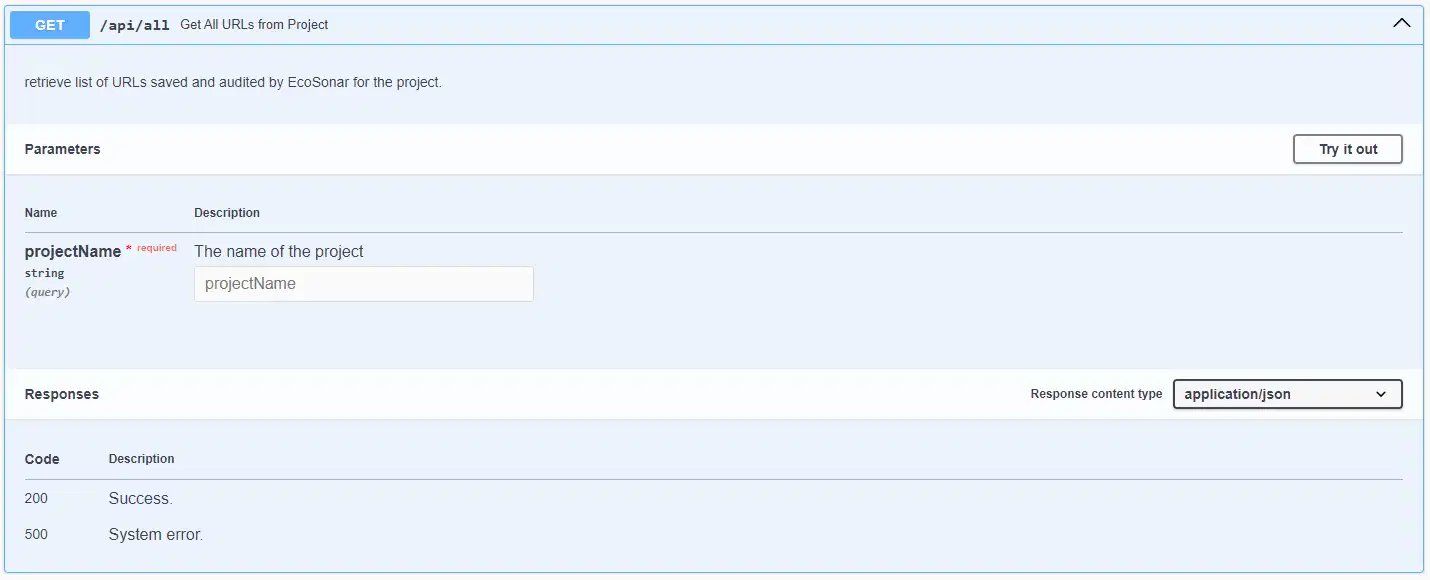 GET /api/all Get All URLs from Project
retrieve list of URLs saved and audited by EcoSonar for the project.
Parameters Try it out
Name Description
projectName * required The name of the project
string
projectName
(query)
Responses Response content type application/json
Code Description
200 Success.
500 System error.